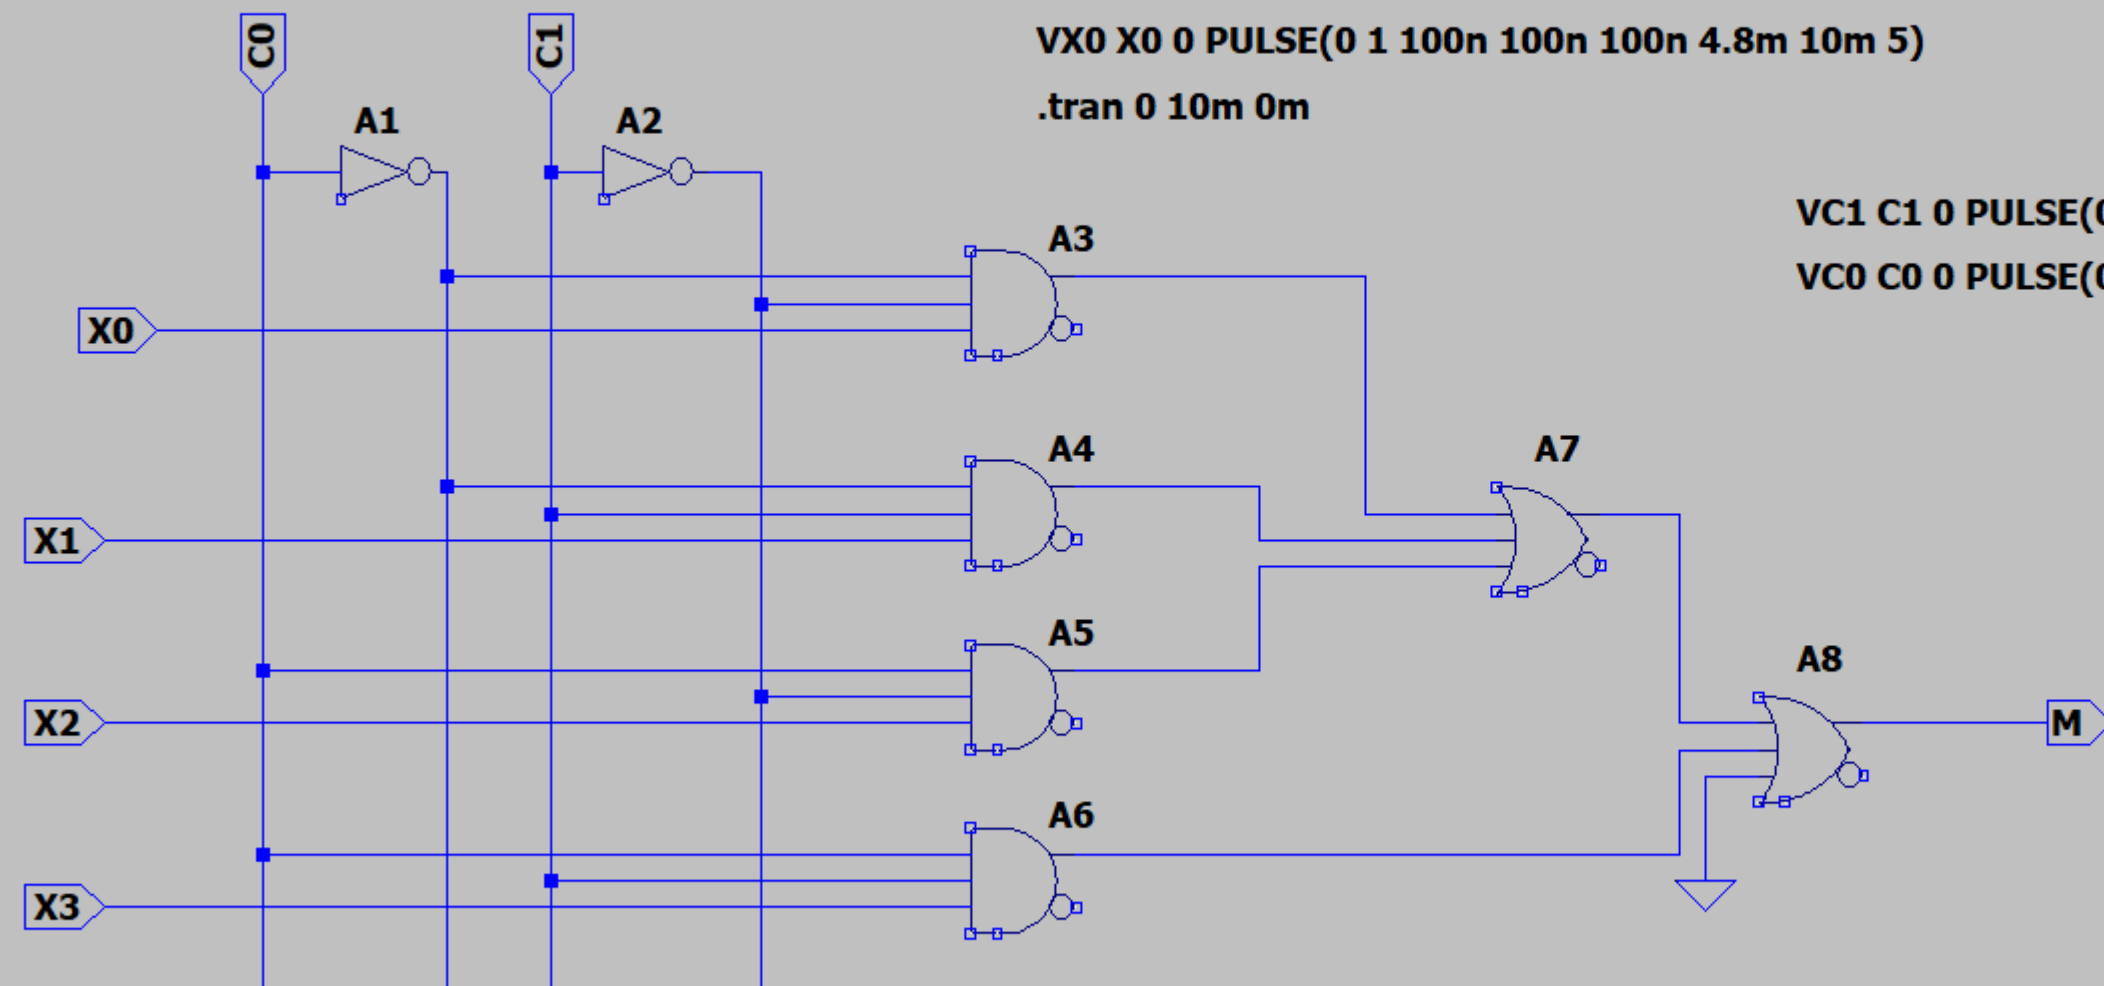 C0
C1
VX0 X0 0 PULSE(0 1 100n 100n 100n 4.8m 10m 5)
.tran 0 10m 0m
A1
A2
VC1 C1 0 PULSE(0
A3
VC0 C0 0 PULSE(0
X0
A4
A7
X1
A5
A8
X2
M
A6
X3